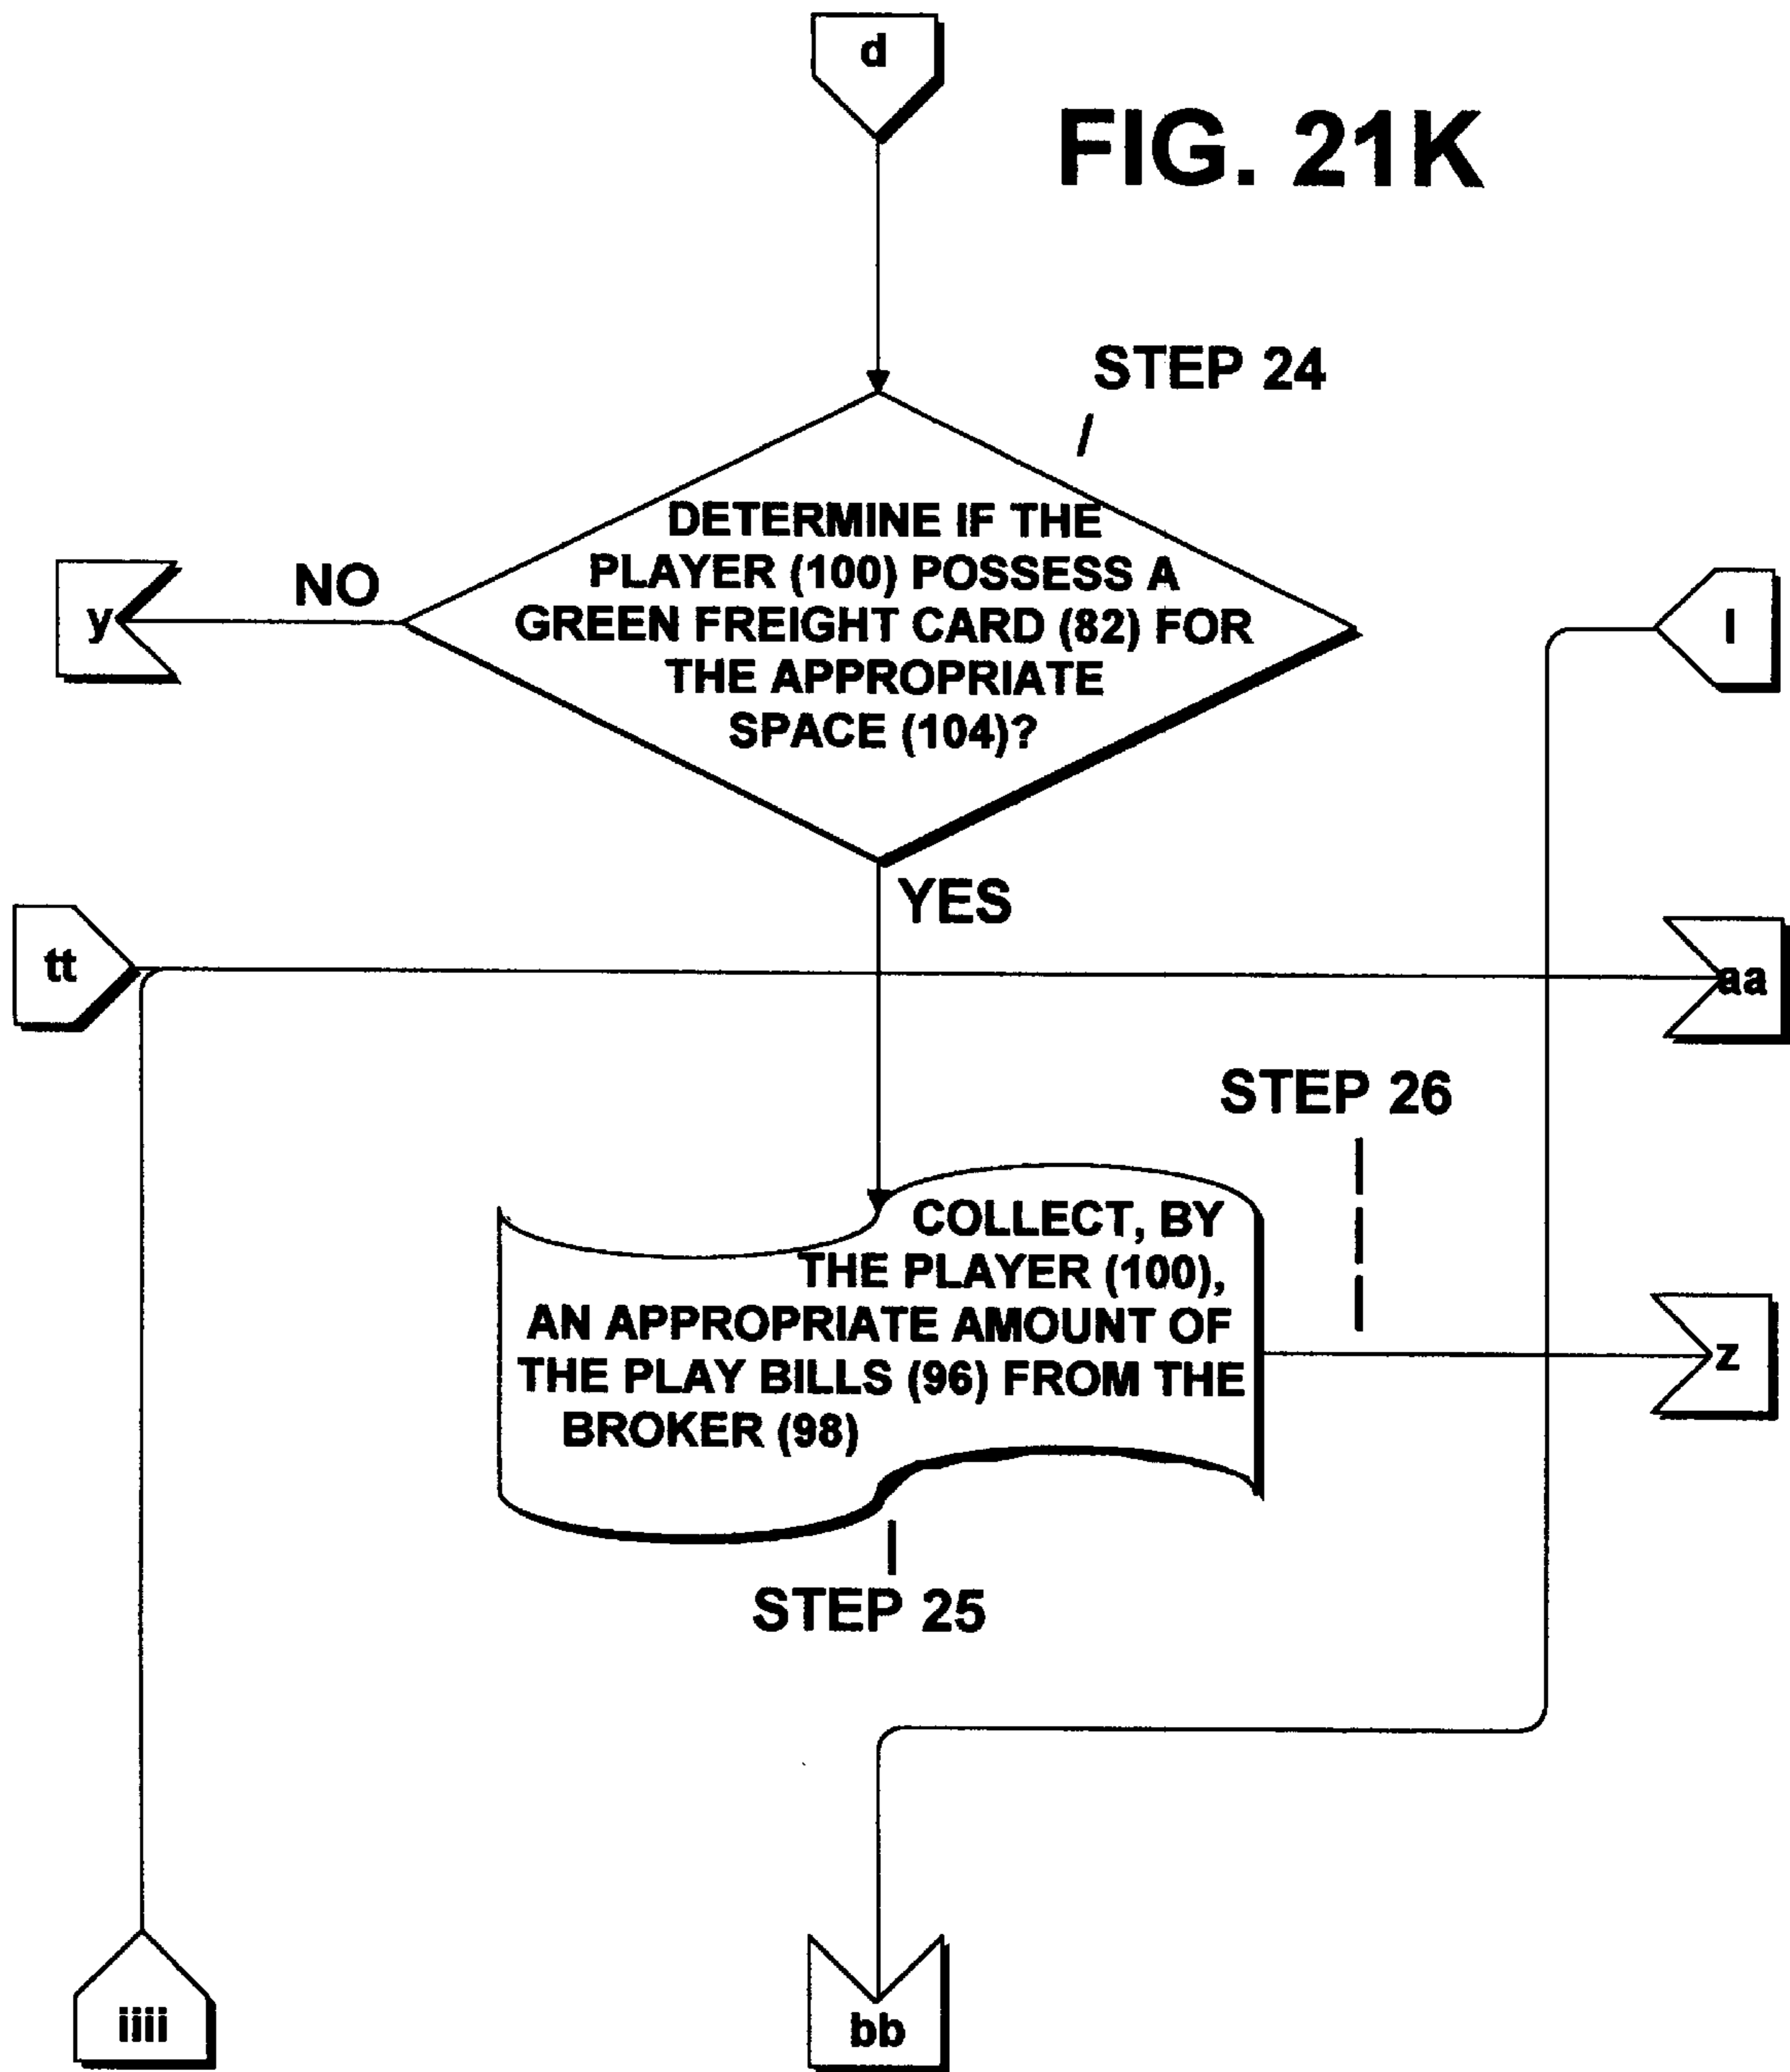 d
FIG. 21K
STEP 24
DETERMINE IF THE
PLAYER (100) POSSESS A
GREEN FREIGHT CARD (82) FOR
THE APPROPRIATE
SPACE (104)?
NO
y
l
YES
tt
aa
STEP 26
COLLECT, BY
THE PLAYER (100),
AN APPROPRIATE AMOUNT OF
THE PLAY BILLS (96) FROM THE
BROKER (98)
z
STEP 25
iiii
bb